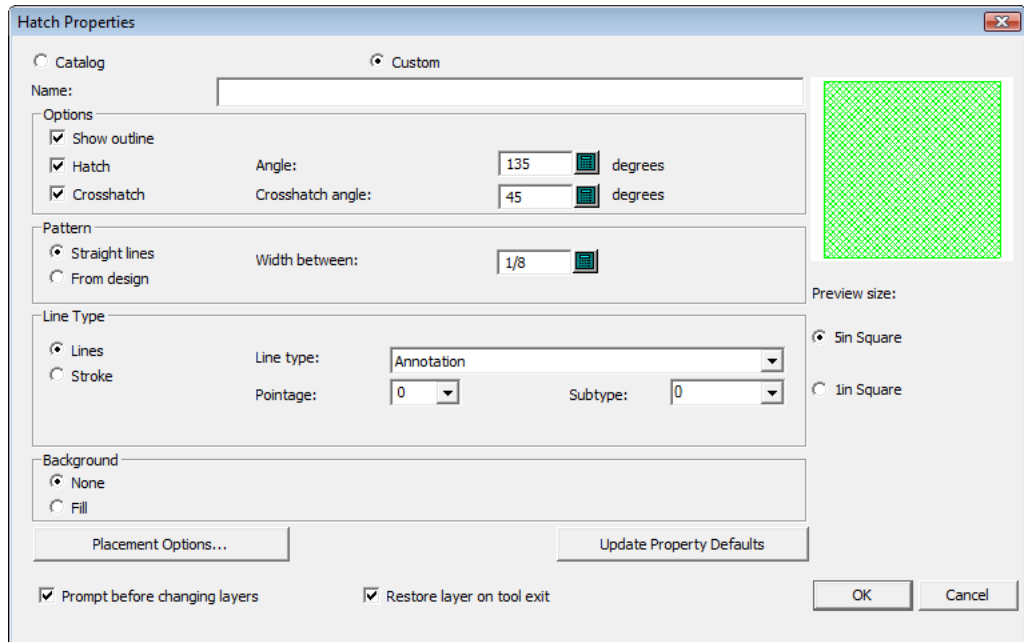 Hatch Properties
Catalog
Custom
Name:
Options
Show outline
Hatch
Angle:
135
degrees
Crosshatch
Crosshatch angle:
45
degrees
Pattern
Straight lines
Width between:
1/8
From design
Preview size:
Line Type
5in Square
Lines
Line type:
Annotation
Stroke
Pointage:
0
Subtype:
0
1in Square
Background
None
Fill
Placement Options...
Update Property Defaults
Prompt before changing layers
Restore layer on tool exit
OK
Cancel